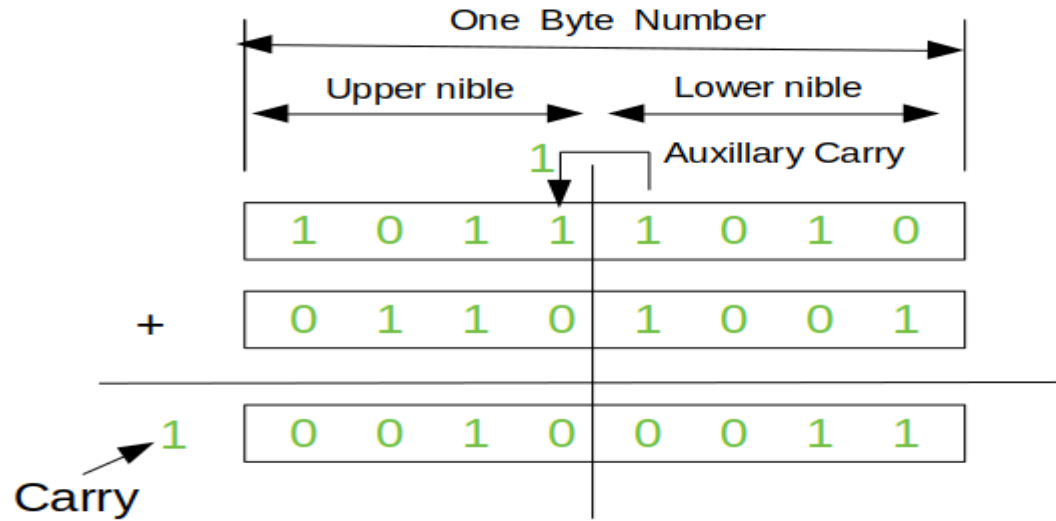 One Byte Number
Upper nible Lower nible
1 Auxillary Carry
1 0 1 1 1 0 1 0
+ 0 1 1 0 1 0 0 1
1 0 0 1 0 0 0 1 1
Carry